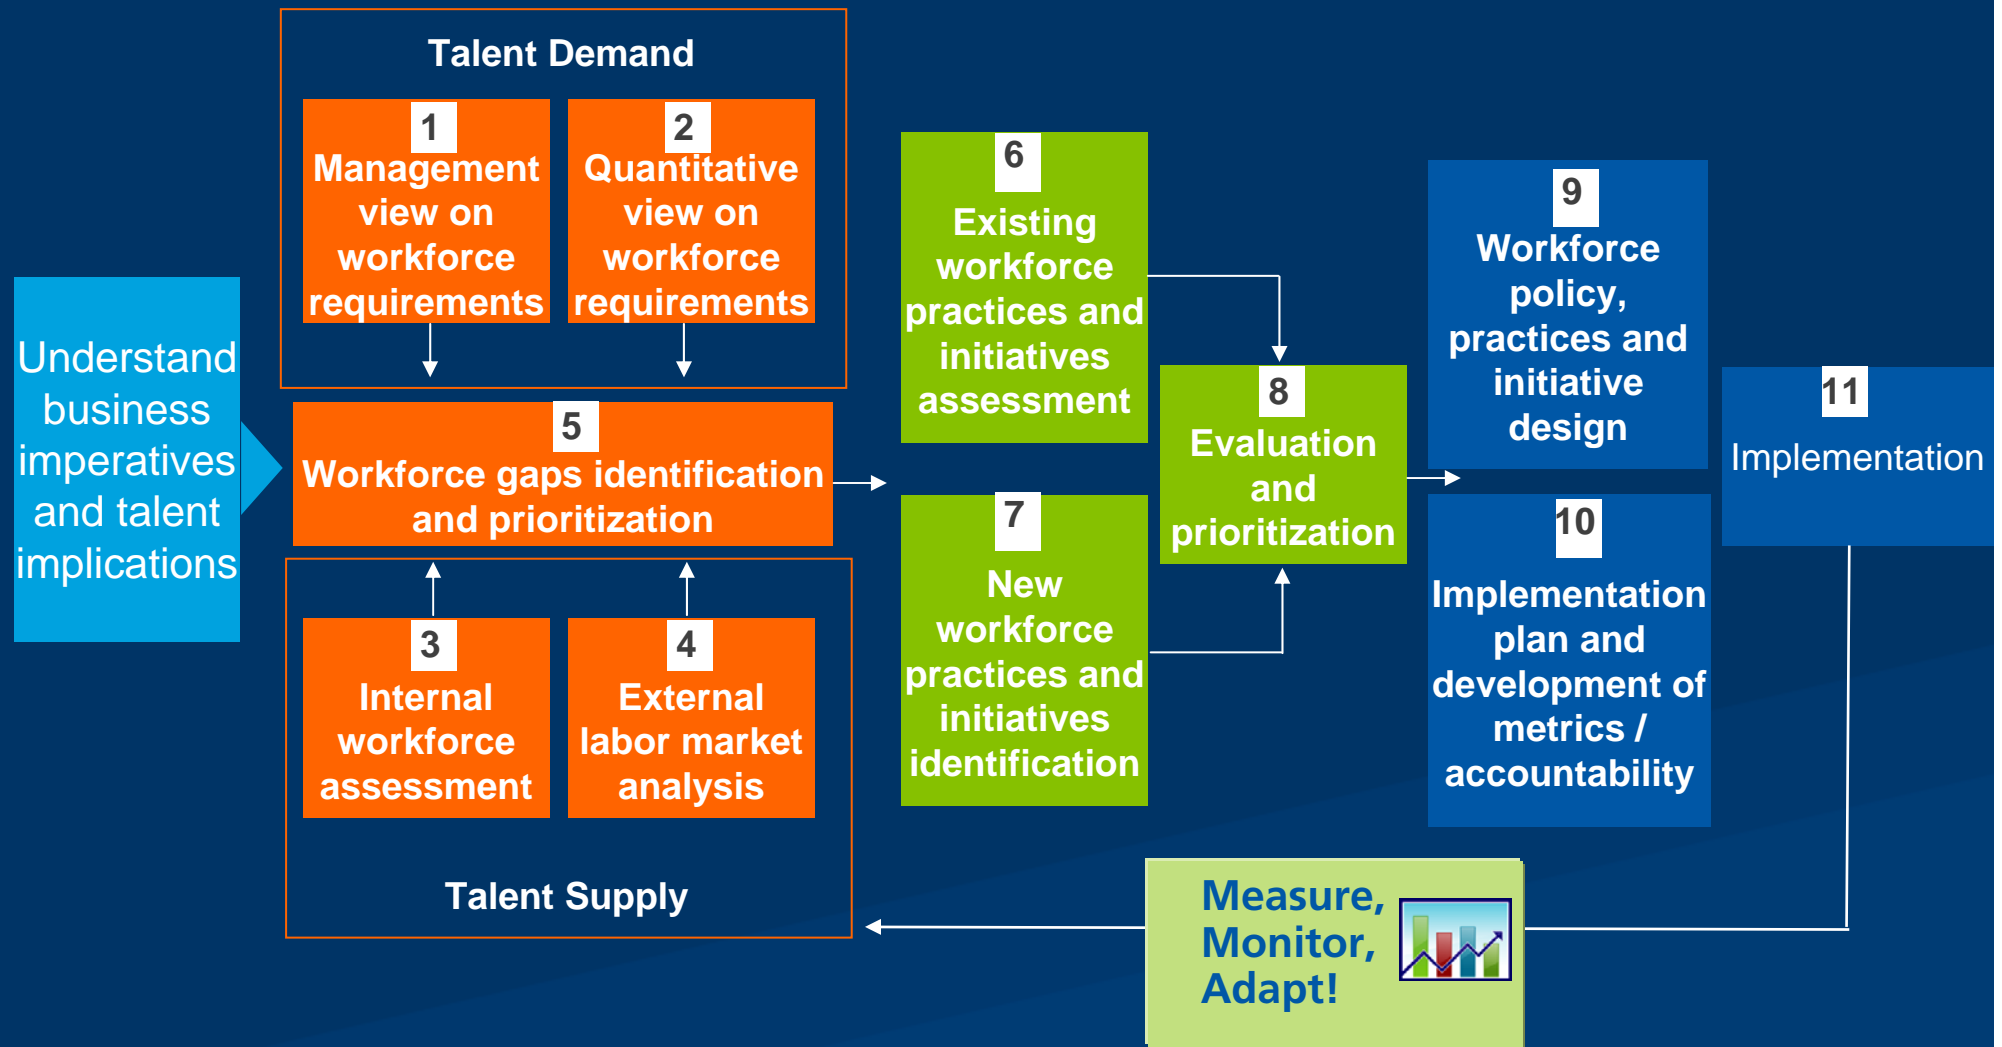 Understand
business
imperatives
and talent
implications
Talent Demand
1
Management
view on
workforce
requirements
2
Quantitative
view on
workforce
requirements
5
Workforce gaps identification
and prioritization
3
Internal
workforce
assessment
4
External
labor market
analysis
Talent Supply
6
Existing
workforce
practices and
initiatives
assessment
7
New
workforce
practices and
initiatives
identification
8
Evaluation
and
prioritization
9
Workforce
policy,
practices and
initiative
design
10
Implementation
plan and
development of
metrics /
accountability
11
Implementation
Measure,
Monitor,
Adapt!